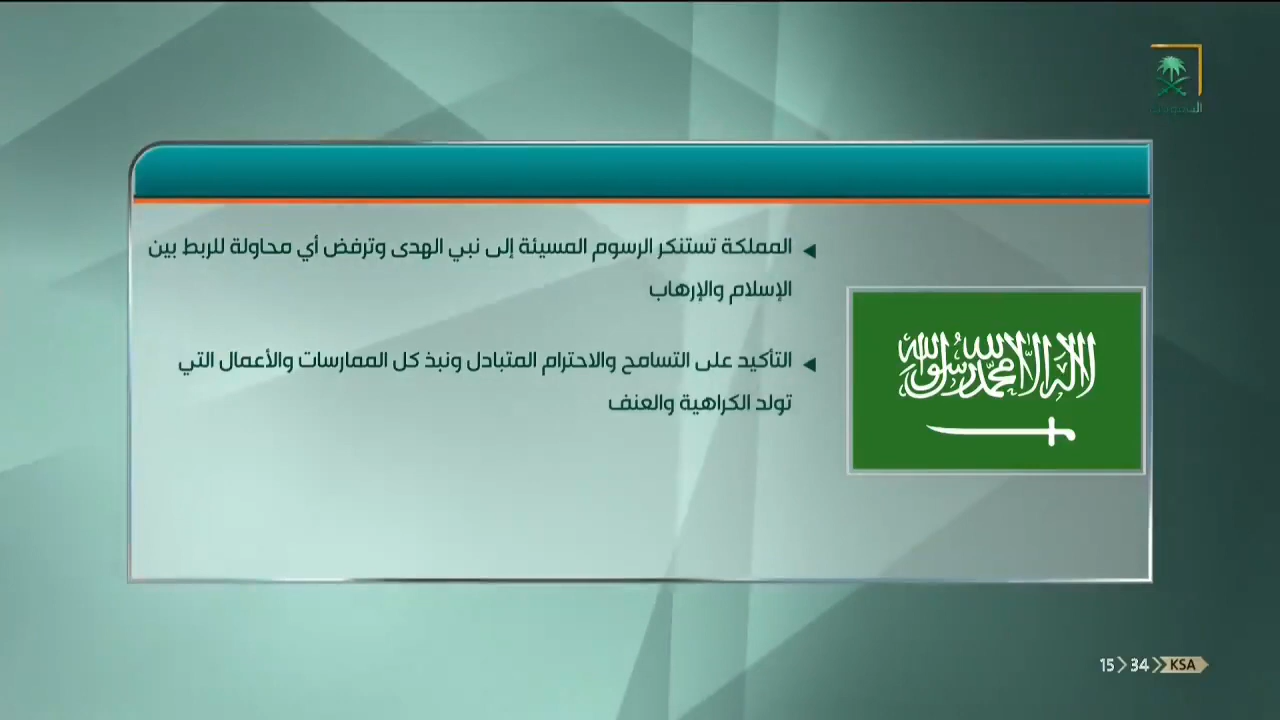 السعودية
المملكة تستنكر الرسوم المسيئة إلى نبي الهدى وترفض أي محاولة للربط بين
الإسلام والإرهاب
التأكيد على التسامح والاحترام المتبادل ونبذ كل الممارسات والأعمال التي
تولد الكراهية والعنف
لا إله إلا الله محمد رسول الله
15>34>>KSA